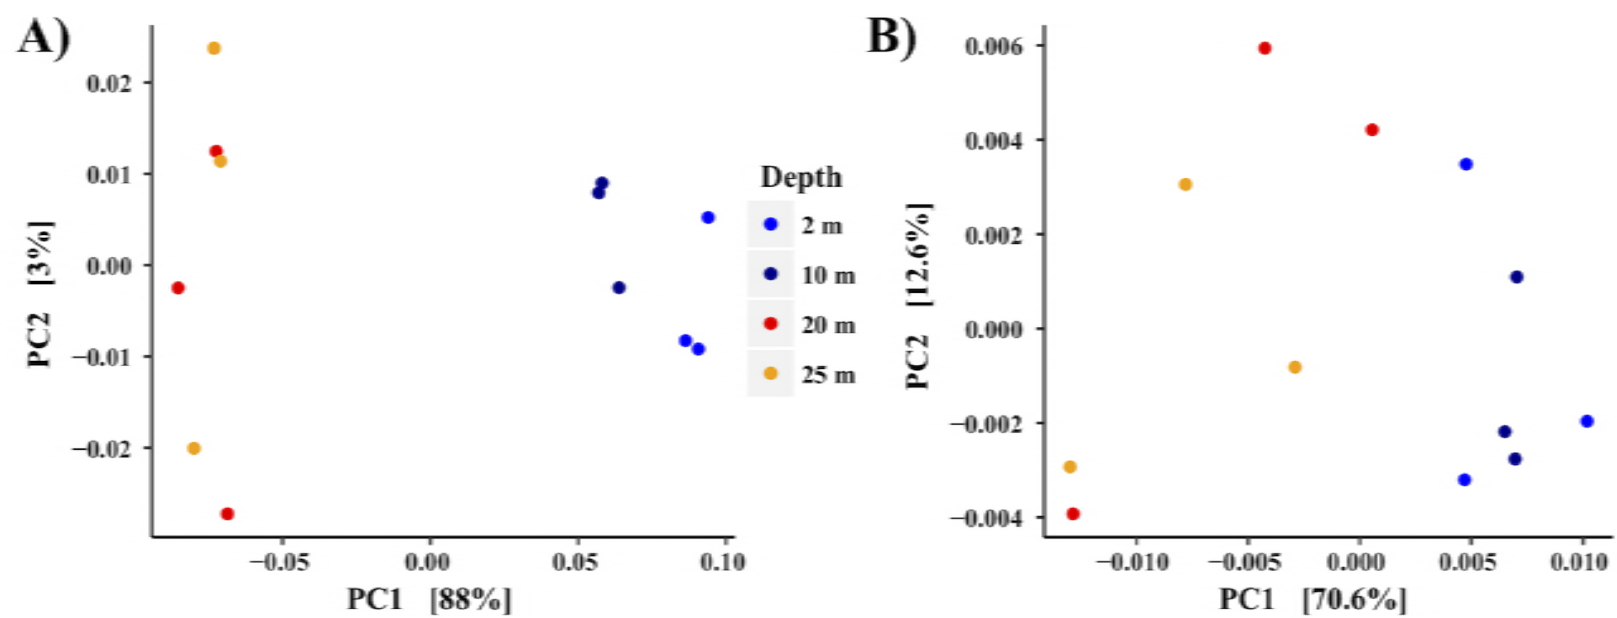 A)
0.02
0.01
0.00
−0.01
−0.02
PC2 [3%]
−0.05 0.00 0.05 0.10
PC1 [88%]
Depth
2 m
10 m
20 m
25 m
B)
0.006
0.004
0.002
0.000
−0.002
−0.004
PC2 [12.6%]
−0.010 −0.005 0.000 0.005 0.010
PC1 [70.6%]